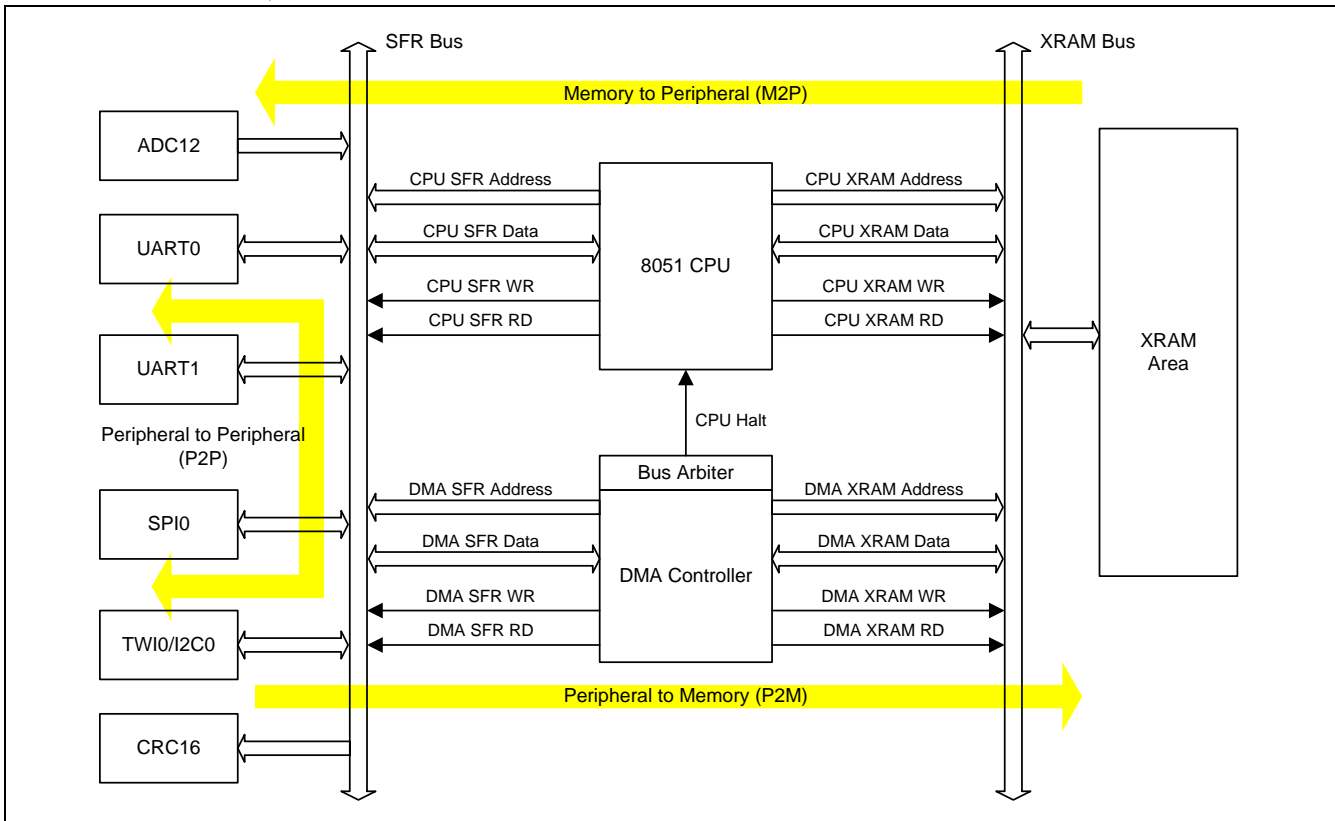 SFR Bus
XRAM Bus
Memory to Peripheral (M2P)
ADC12
UART0
UART1
Peripheral to Peripheral
(P2P)
SPI0
TWI0/I2C0
CRC16
CPU SFR Address
CPU SFR Data
CPU SFR WR
CPU SFR RD
8051 CPU
CPU XRAM Address
CPU XRAM Data
CPU XRAM WR
CPU XRAM RD
XRAM
Area
CPU Halt
Bus Arbiter
DMA Controller
DMA SFR Address
DMA SFR Data
DMA SFR WR
DMA SFR RD
DMA XRAM Address
DMA XRAM Data
DMA XRAM WR
DMA XRAM RD
Peripheral to Memory (P2M)